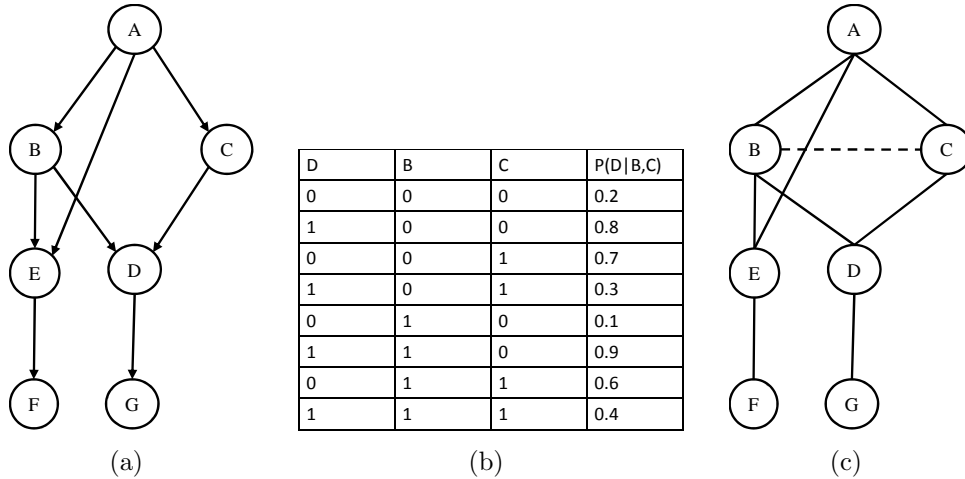 A
B
C
E
D
F
G
(a)
D B C P(D|B,C)
0 0 0 0.2
1 0 0 0.8
0 0 1 0.7
1 0 1 0.3
0 1 0 0.1
1 1 0 0.9
0 1 1 0.6
1 1 1 0.4
(b)
A
B
C
E
D
F
G
(c)